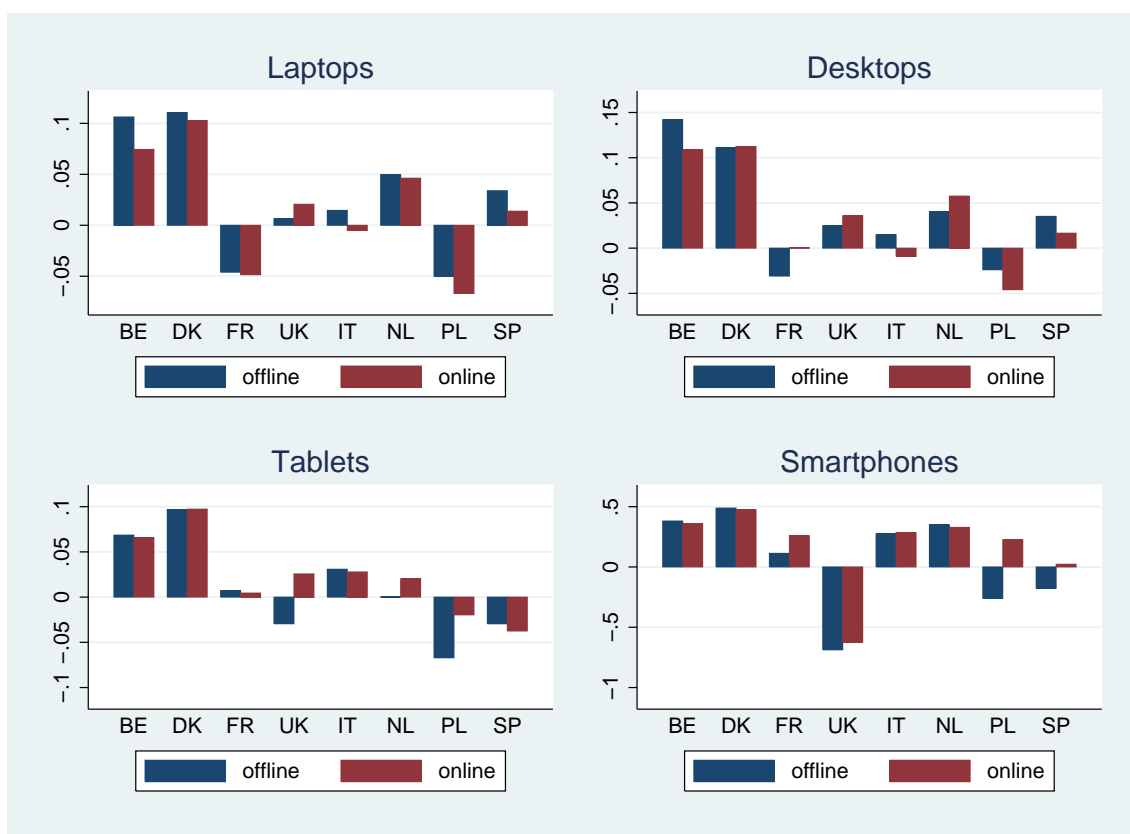 Laptops
.1
.05
0
−.05
BE DK FR UK IT NL PL SP
offline online
Desktops
.15
.1
.05
0
−.05
BE DK FR UK IT NL PL SP
offline online
Tablets
.1
.05
0
−.05
−.1
BE DK FR UK IT NL PL SP
offline online
Smartphones
.5
0
−.5
−1
BE DK FR UK IT NL PL SP
offline online